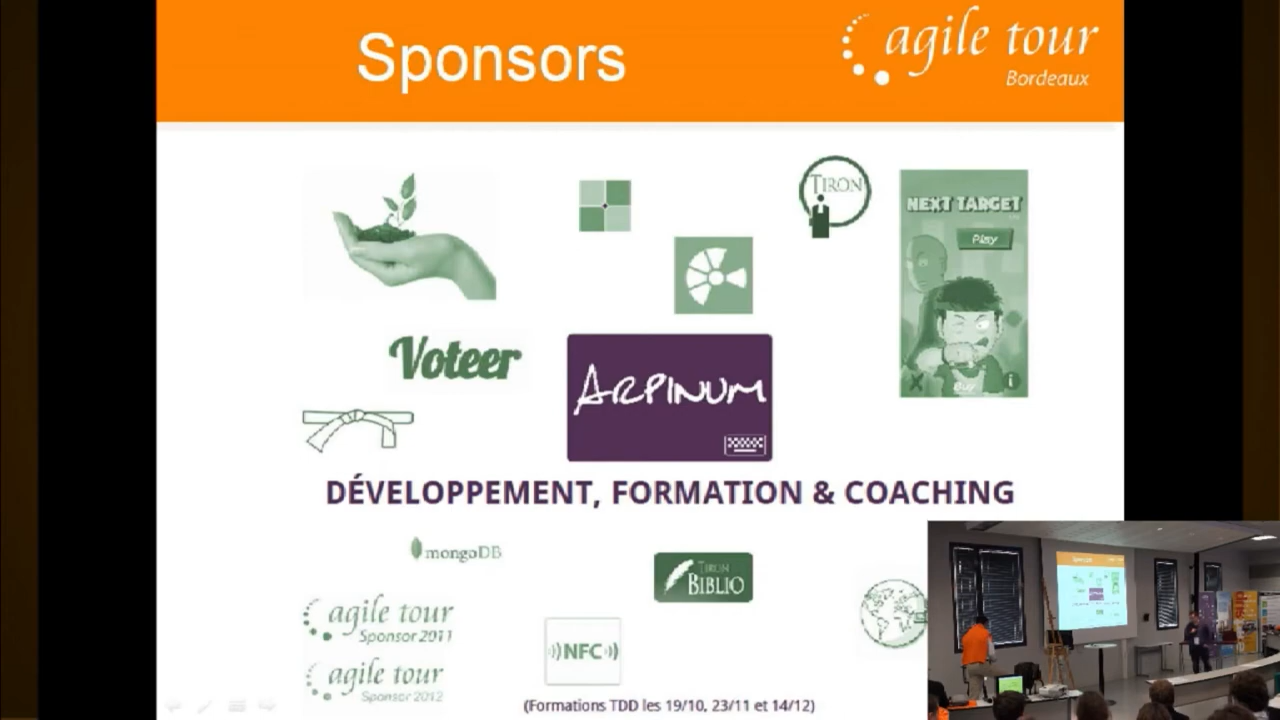 Sponsors
agile tour
Bordeaux
TIRON
NEXT TARGET
Play
Voteer
ARPINUM
Buy
i
DÉVELOPPEMENT, FORMATION & COACHING
mongoDB
TIRON
BIBLIO
agile tour
Sponsor 2011
NFC
agile tour
Sponsor 2012
(Formations TDD les 19/10, 23/11 et 14/12)